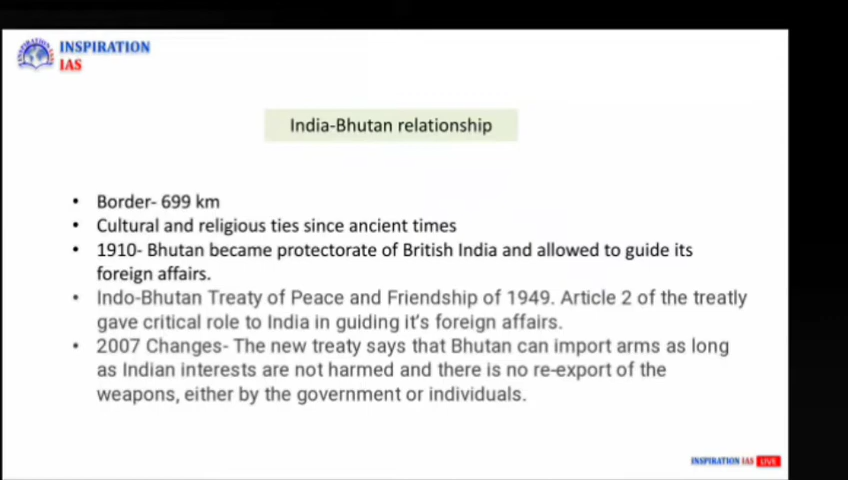 INSPIRATION
IAS
India-Bhutan relationship
• Border- 699 km
• Cultural and religious ties since ancient times
• 1910- Bhutan became protectorate of British India and allowed to guide its
foreign affairs.
• Indo-Bhutan Treaty of Peace and Friendship of 1949. Article 2 of the treatly
gave critical role to India in guiding it's foreign affairs.
• 2007 Changes- The new treaty says that Bhutan can import arms as long
as Indian interests are not harmed and there is no re-export of the
weapons, either by the government or individuals.
INSPIRATION IAS LIVE